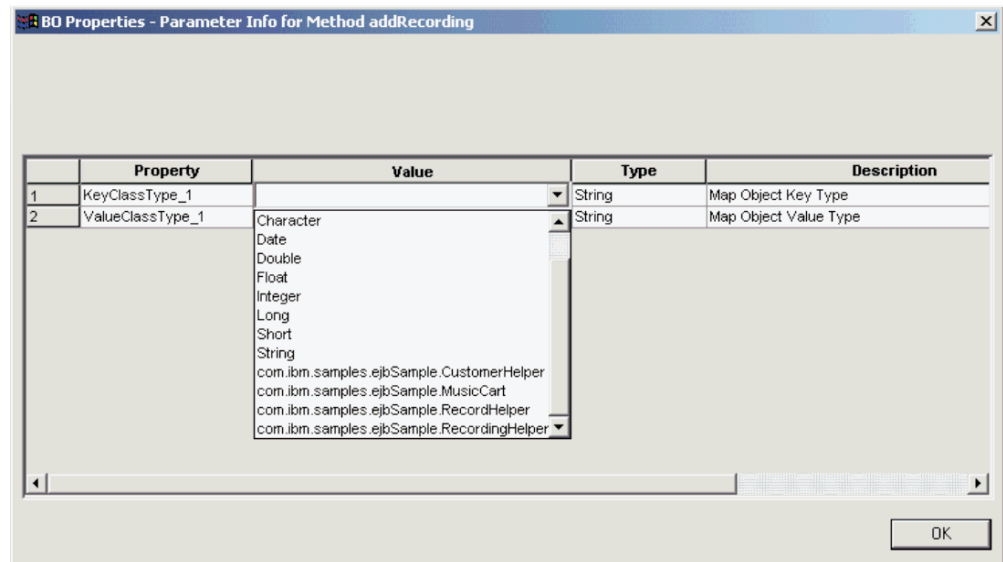 BO Properties - Parameter Info for Method addRecording
Property Value Type Description
1 KeyClassType_1 String Map Object Key Type
2 ValueClassType_1 String Map Object Value Type
Character
Date
Double
Float
Integer
Long
Short
String
com.ibm.samples.ejbSample.CustomerHelper
com.ibm.samples.ejbSample.MusicCart
com.ibm.samples.ejbSample.RecordHelper
com.ibm.samples.ejbSample.RecordingHelper
OK